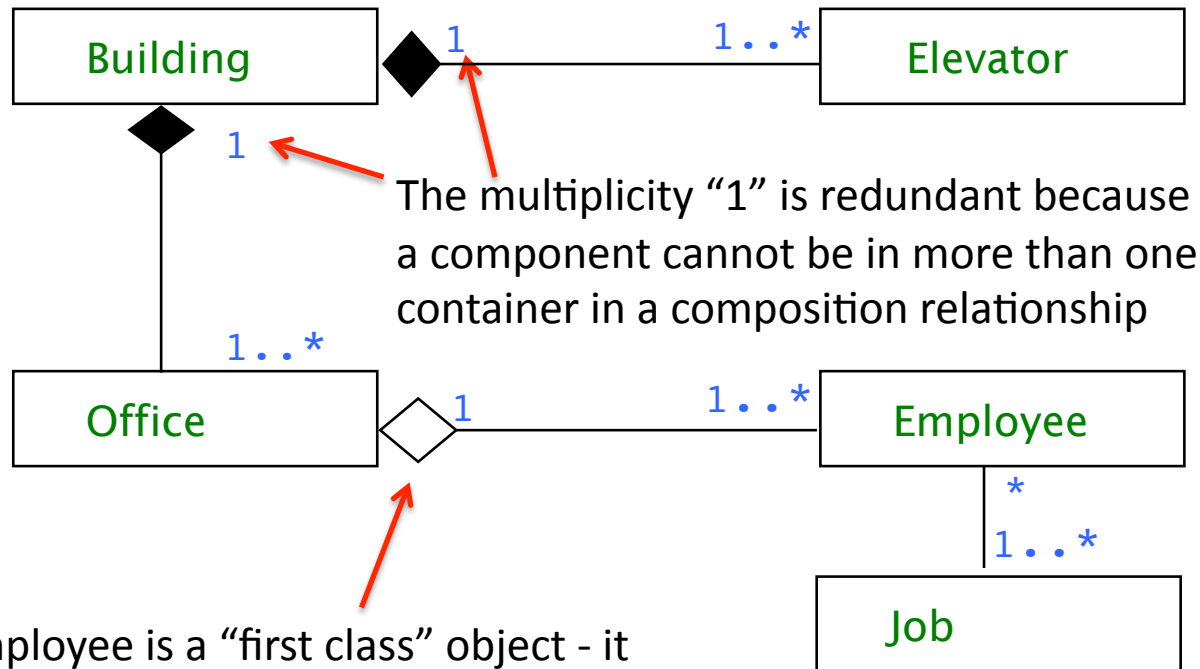 Building
1
1..*
Elevator
1
The multiplicity “1” is redundant because
a component cannot be in more than one
container in a composition relationship
1..*
Office
1
1..*
Employee
*
1..*
Job
is a “first class” object - it